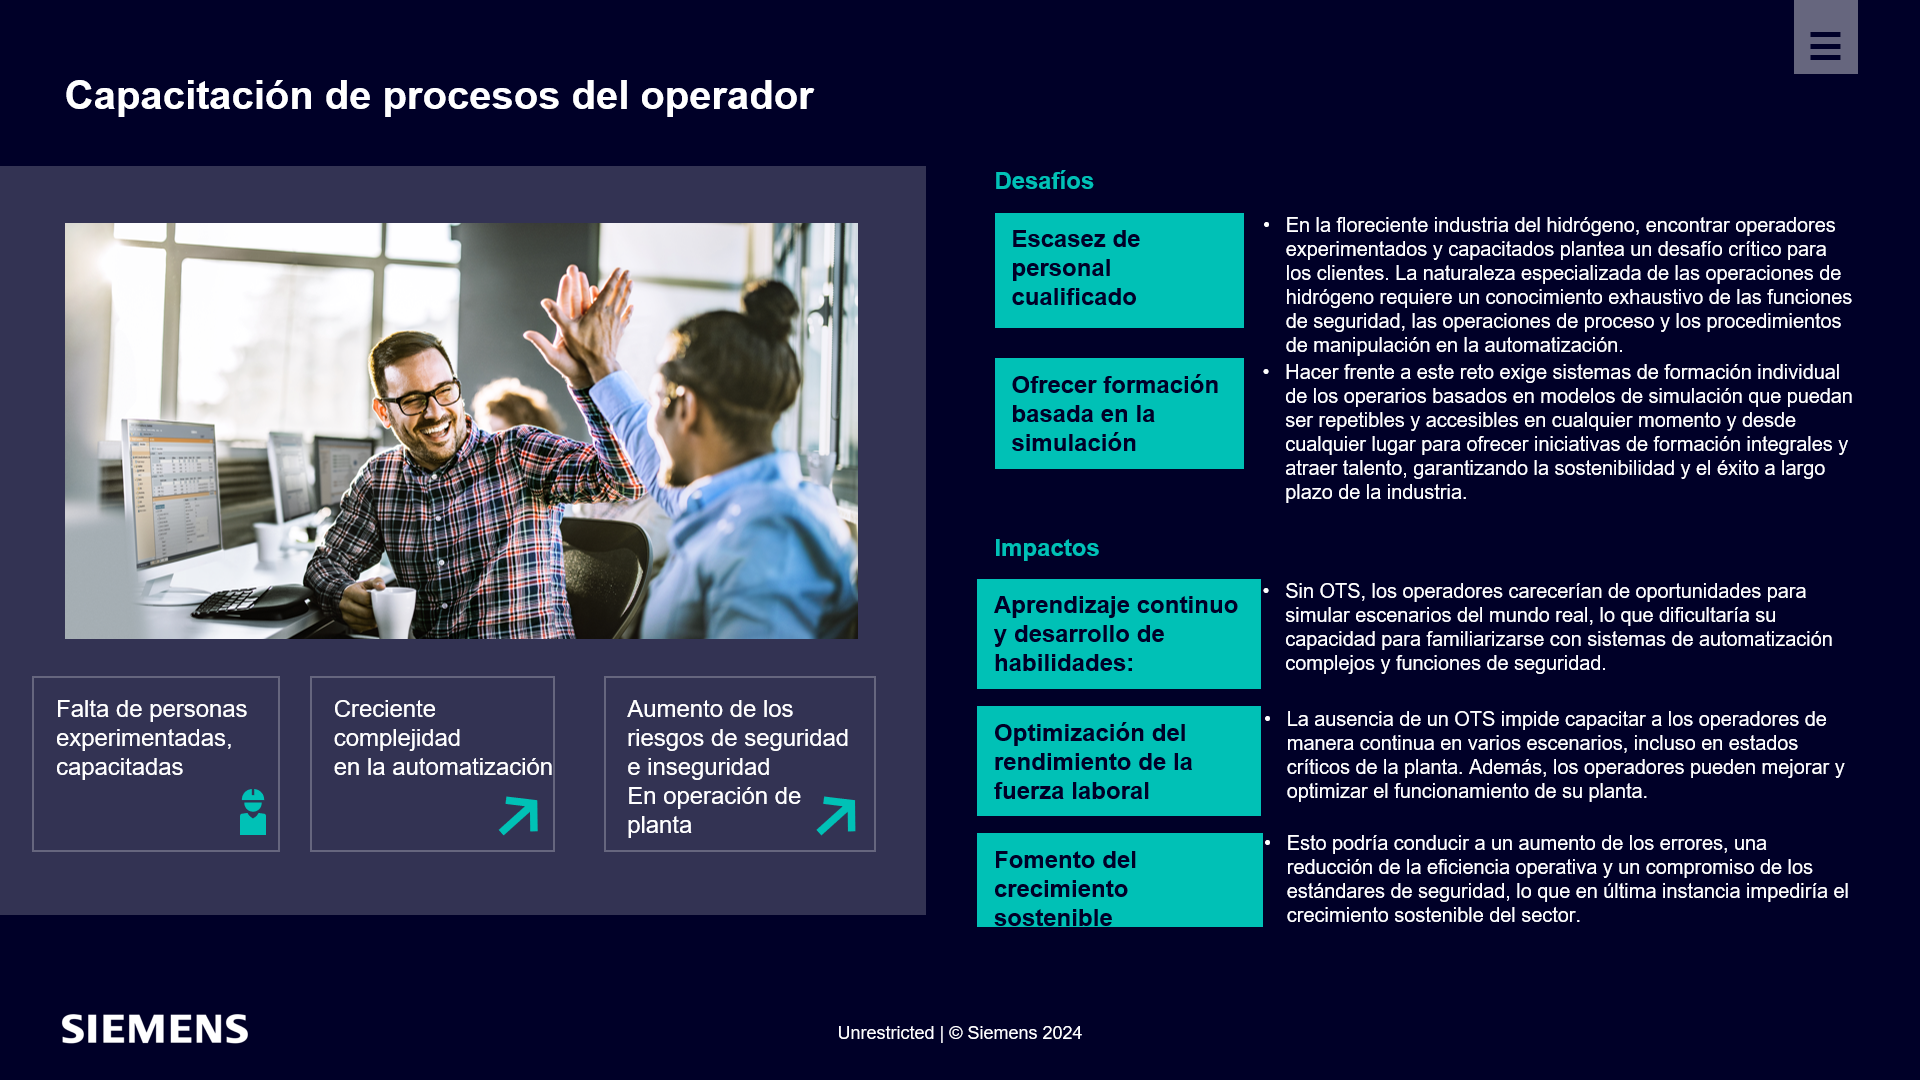 Capacitación de procesos del operador
Falta de personas
experimentadas,
capacitadas
Creciente
complejidad
en la automatización
Aumento de los
riesgos de seguridad
e inseguridad
En operación de
planta
Desafíos
Escasez de
personal
cualificado
• En la floreciente industria del hidrógeno, encontrar operadores
experimentados y capacitados plantea un desafío crítico para
los clientes. La naturaleza especializada de las operaciones de
hidrógeno requiere un conocimiento exhaustivo de las funciones
de seguridad, las operaciones de proceso y los procedimientos
de manipulación en la automatización.
Ofrecer formación
basada en la
simulación
• Hacer frente a este reto exige sistemas de formación individual
de los operarios basados en modelos de simulación que puedan
ser repetibles y accesibles en cualquier momento y desde
cualquier lugar para ofrecer iniciativas de formación integrales y
atraer talento, garantizando la sostenibilidad y el éxito a largo
plazo de la industria.
Impactos
Aprendizaje continuo
y desarrollo de
habilidades:
• Sin OTS, los operadores carecerían de oportunidades para
simular escenarios del mundo real, lo que dificultaría su
capacidad para familiarizarse con sistemas de automatización
complejos y funciones de seguridad.
Optimización del
rendimiento de la
fuerza laboral
• La ausencia de un OTS impide capacitar a los operadores de
manera continua en varios escenarios, incluso en estados
críticos de la planta. Además, los operadores pueden mejorar y
optimizar el funcionamiento de su planta.
Fomento del
crecimiento
sostenible
• Esto podría conducir a un aumento de los errores, una
reducción de la eficiencia operativa y un compromiso de los
estándares de seguridad, lo que en última instancia impediría el
crecimiento sostenible del sector.
SIEMENS
Unrestricted | © Siemens 2024